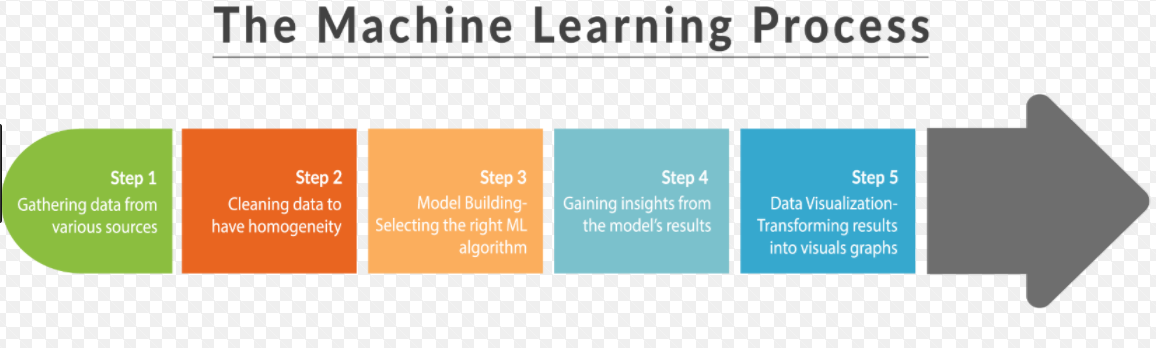 The Machine Learning Process
Step 1
Gathering data from
various sources
Step 2
Cleaning data to
have homogeneity
Step 3
Model Building-
Selecting the right ML
algorithm
Step 4
Gaining insights from
the model's results
Step 5
Data Visualization-
Transforming results
into visuals graphs